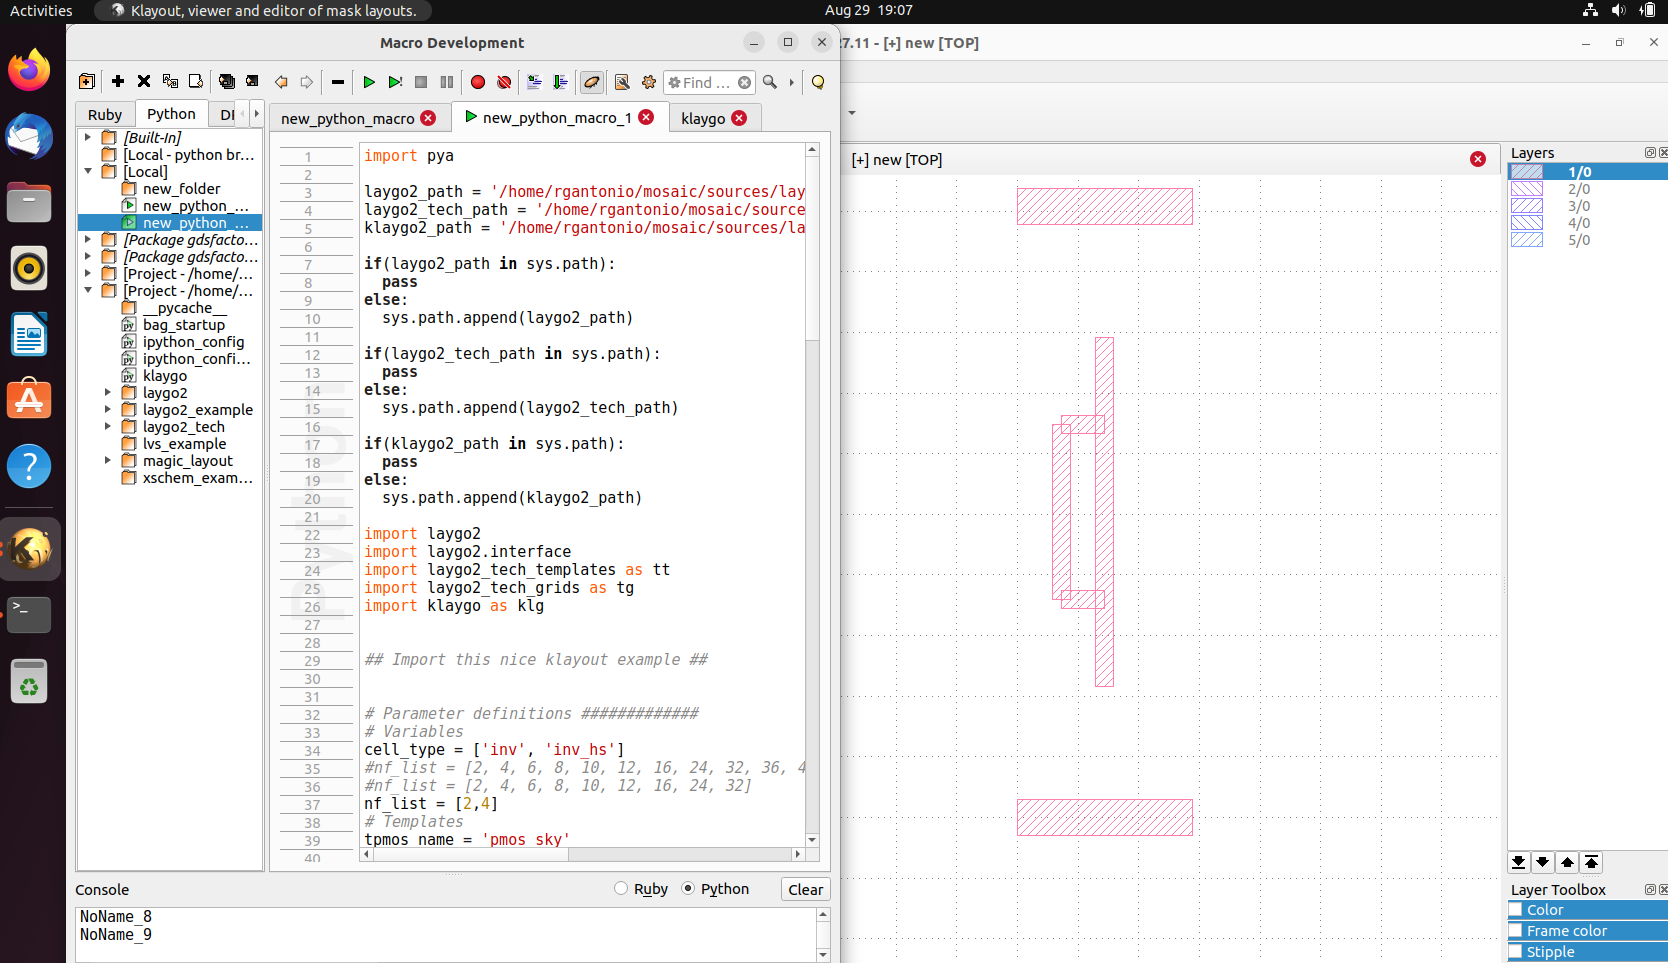 Activities
Klayout, viewer and editor of mask layouts.
Aug 29 19:07
Macro Development
27.11 - [+] new [TOP]
Find ...
Ruby
Python
DI
new_python_macro
new_python_macro_1
klaygo
[Built-In]
[Local - python br...
[Local]
new_folder
new_python_...
new_python_...
[Package gdsfacto...
[Package gdsfacto...
[Project - /home/...
[Project - /home/...
__pycache__
bag_startup
ipython_config
ipython_confi...
klaygo
laygo2
laygo2_example
laygo2_tech
lvs_example
magic_layout
xschem_exam...
Python
1 import pya
2
3 laygo2_path = '/home/rgantonio/mosaic/sources/lay
4 laygo2_tech_path = '/home/rgantonio/mosaic/source
5 klaygo2_path = '/home/rgantonio/mosaic/sources/la
6
7 if(laygo2_path in sys.path):
8 pass
9 else:
10 sys.path.append(laygo2_path)
11
12 if(laygo2_tech_path in sys.path):
13 pass
14 else:
15 sys.path.append(laygo2_tech_path)
16
17 if(klaygo2_path in sys.path):
18 pass
19 else:
20 sys.path.append(klaygo2_path)
21
22 import laygo2
23 import laygo2.interface
24 import laygo2_tech_templates as tt
25 import laygo2_tech_grids as tg
26 import klaygo as klg
27
28
29 ## Import this nice klayout example ##
30
31
32 # Parameter definitions #############
33 # Variables
34 cell_type = ['inv', 'inv_hs']
35 #nf_list = [2, 4, 6, 8, 10, 12, 16, 24, 32, 36, 4
36 #nf_list = [2, 4, 6, 8, 10, 12, 16, 24, 32]
37 nf_list = [2,4]
38 # Templates
39 tpmos_name = 'pmos_sky'
40
Console
Ruby
Python
Clear
NoName_8
NoName_9
[+] new [TOP]
Layers
1/0
2/0
3/0
4/0
5/0
Layer Toolbox
Color
Frame color
Stipple